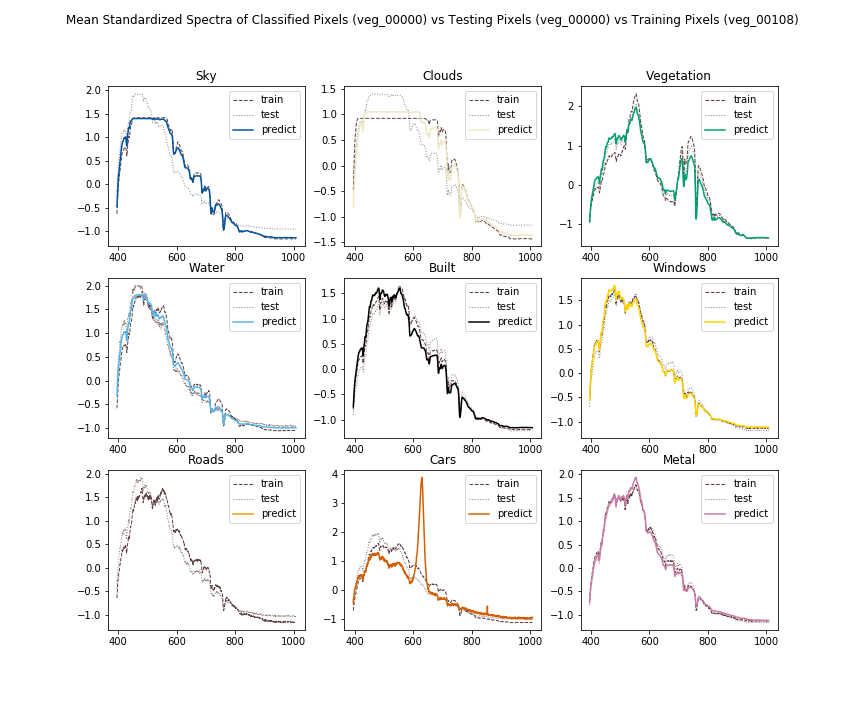 Mean Standardized Spectra of Classified Pixels (veg_00000) vs Testing Pixels (veg_00000) vs Training Pixels (veg_00108)
Sky
2.0
1.5
1.0
0.5
0.0
−0.5
−1.0
400
600
800
1000
train
test
predict
Clouds
1.5
1.0
0.5
0.0
−0.5
−1.0
−1.5
400
600
800
1000
train
test
predict
Vegetation
2
1
0
−1
400
600
800
1000
train
test
predict
Water
2.0
1.5
1.0
0.5
0.0
−0.5
−1.0
400
600
800
1000
train
test
predict
Built
1.5
1.0
0.5
0.0
−0.5
−1.0
400
600
800
1000
train
test
predict
Windows
1.5
1.0
0.5
0.0
−0.5
−1.0
400
600
800
1000
train
test
predict
Roads
2.0
1.5
1.0
0.5
0.0
−0.5
−1.0
400
600
800
1000
train
test
predict
Cars
4
3
2
1
0
−1
400
600
800
1000
train
test
predict
Metal
2.0
1.5
1.0
0.5
0.0
−0.5
−1.0
400
600
800
1000
train
test
predict